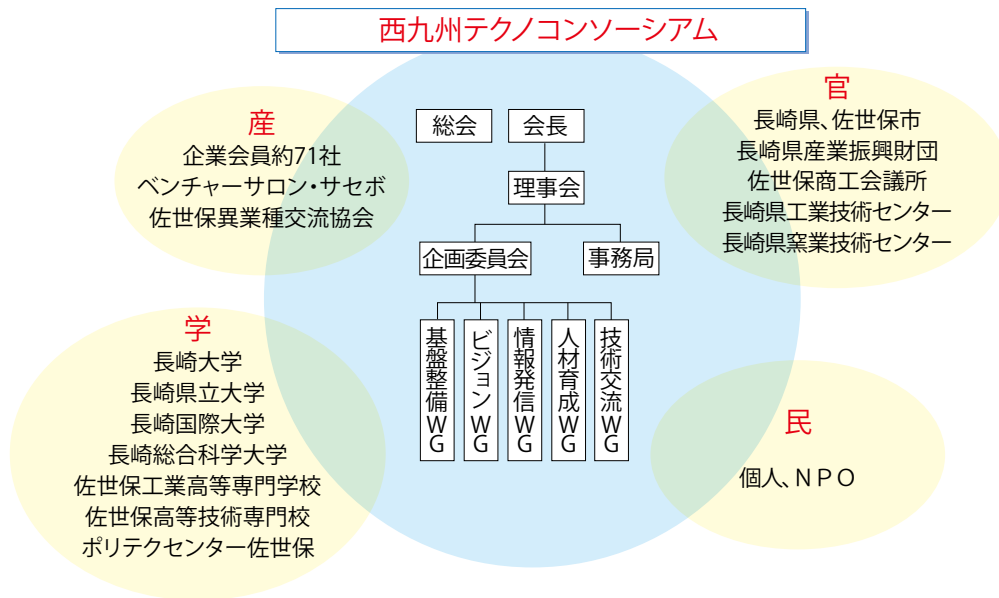 西九州テクノコンソーシアム
産
企業会員約71社
ベンチャーサロン・サセボ
佐世保異業種交流協会
官
長崎県、佐世保市
長崎県産業振興財団
佐世保商工会議所
長崎県工業技術センター
長崎県窯業技術センター
総会
会長
理事会
企画委員会
事務局
基盤整備WG
ビジョンWG
情報発信WG
人材育成WG
技術交流WG
学
長崎大学
長崎県立大学
長崎国際大学
長崎総合科学大学
佐世保工業高等専門学校
佐世保高等技術専門校
ポリテクセンター佐世保
民
個人、NPO